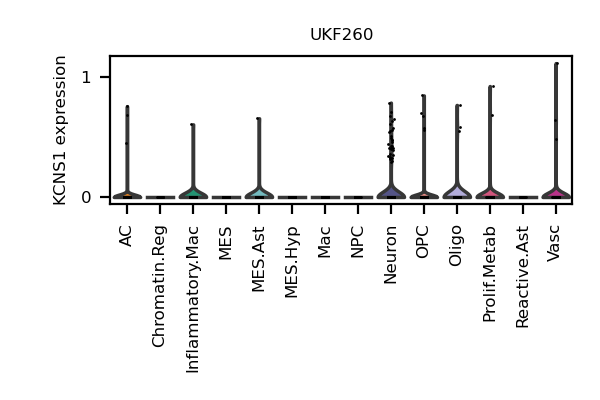 UKF260
KCNS1 expression
1
0
AC
Chromatin.Reg
Inflammatory.Mac
MES
MES.Ast
MES.Hyp
Mac
NPC
Neuron
OPC
Oligo
Prolif.Metab
Reactive.Ast
Vasc